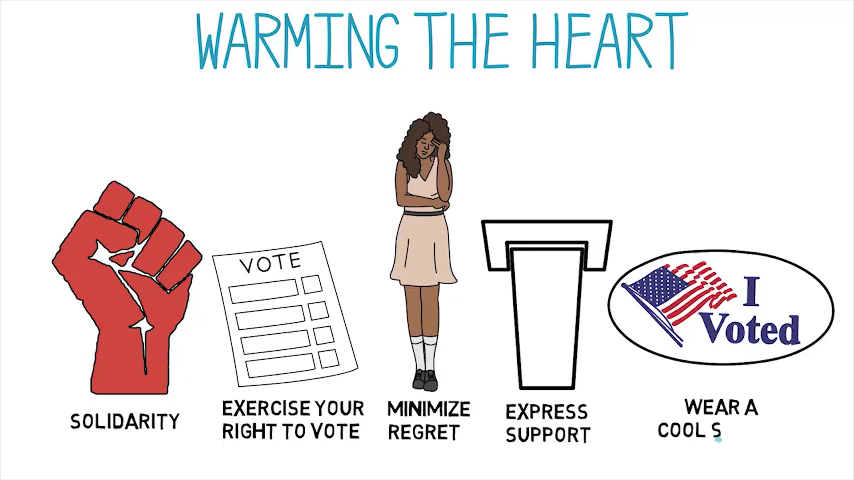 WARMING THE HEART
VOTE
I
Voted
SOLIDARITY
EXERCISE YOUR
RIGHT TO VOTE
MINIMIZE
REGRET
EXPRESS
SUPPORT
WEAR A
COOL S